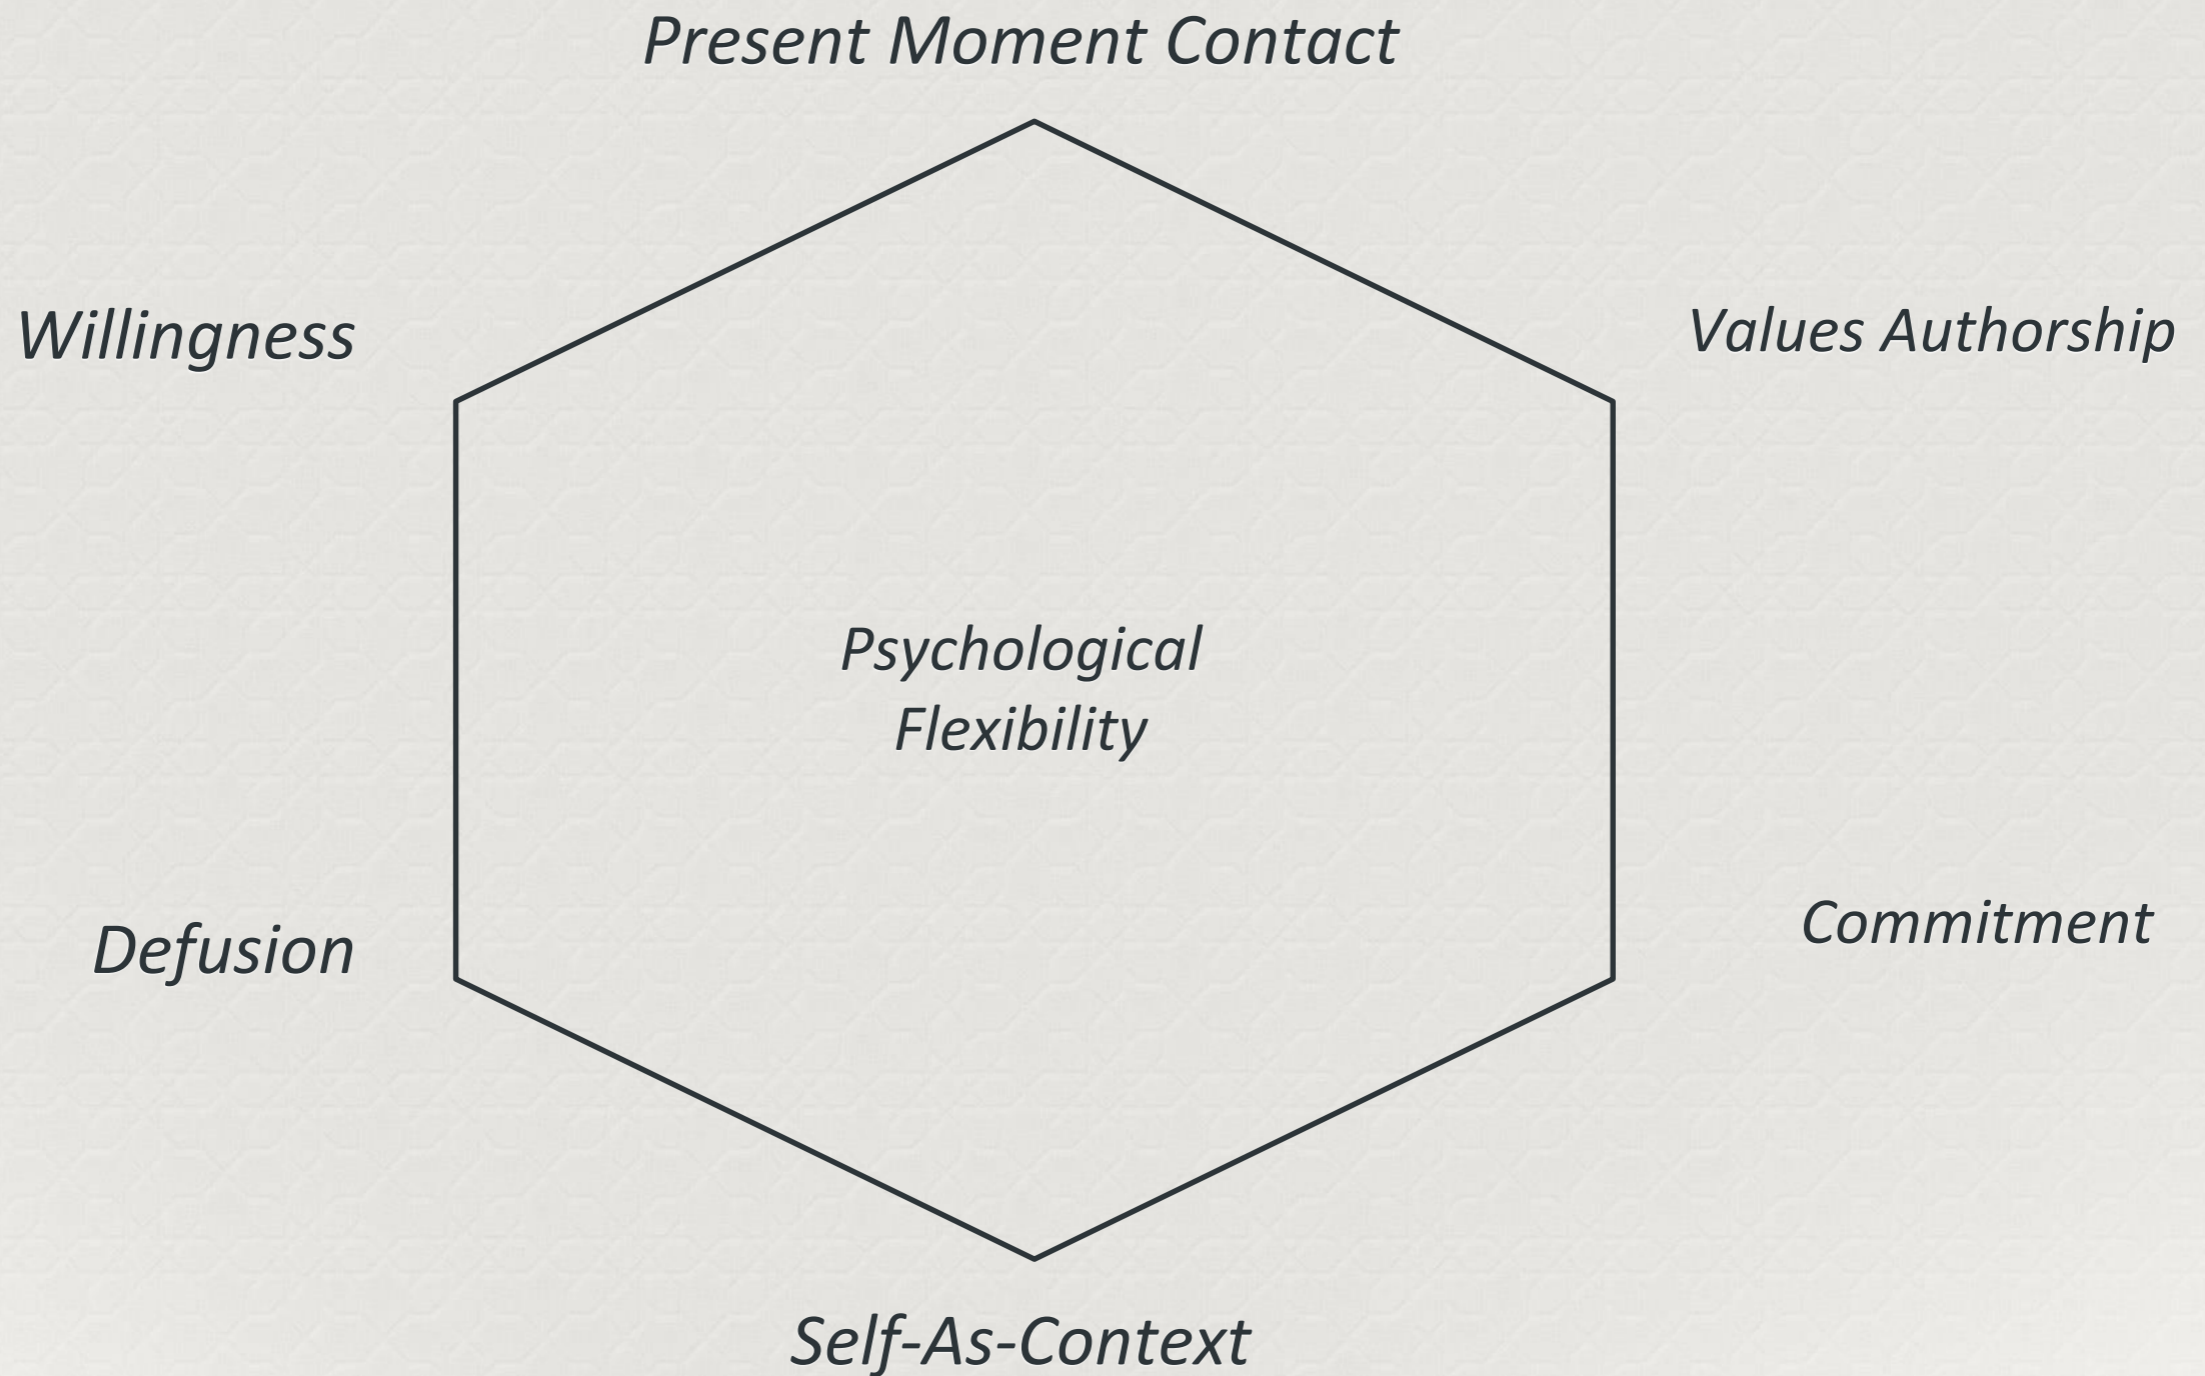 Present Moment Contact
Willingness
Values Authorship
Psychological
Flexibility
Defusion
Commitment
Self-As-Context